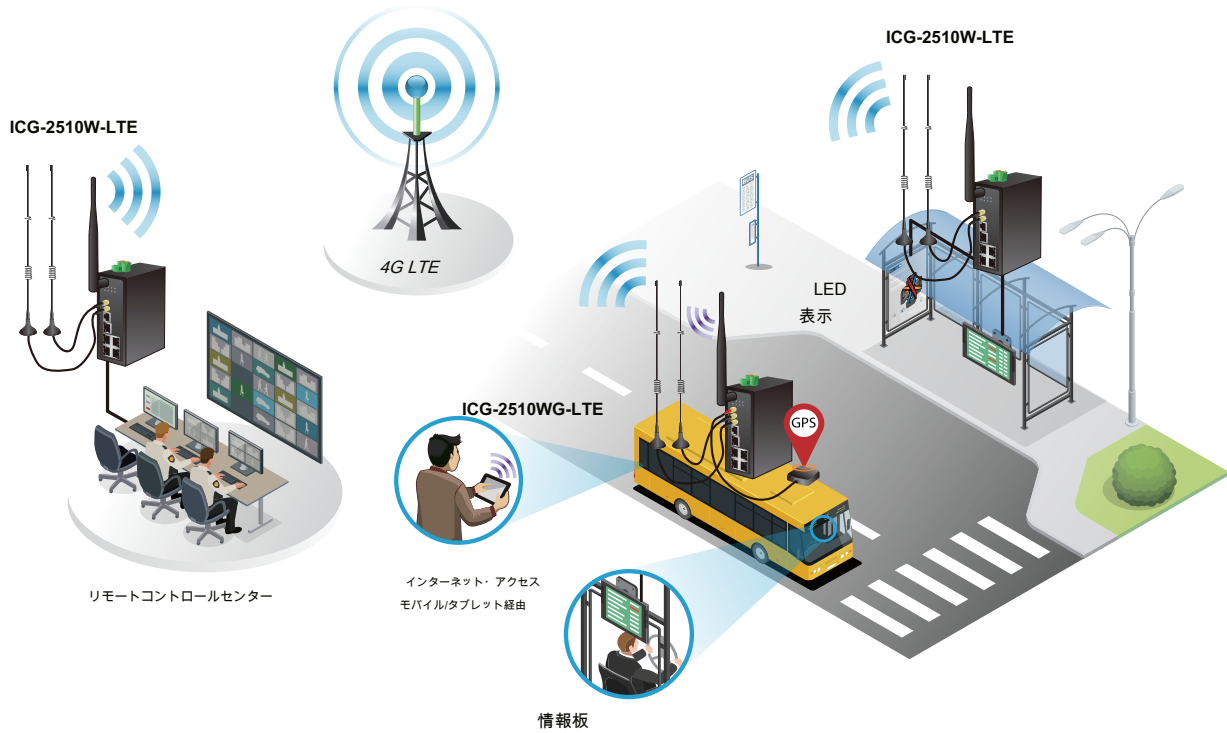 ICG-2510W-LTE
ICG-2510W-LTE
4G LTE
LED
表示
ICG-2510WG-LTE
GPS
インターネット・アクセス
モバイル/タブレット経由
リモートコントロールセンター
情報板